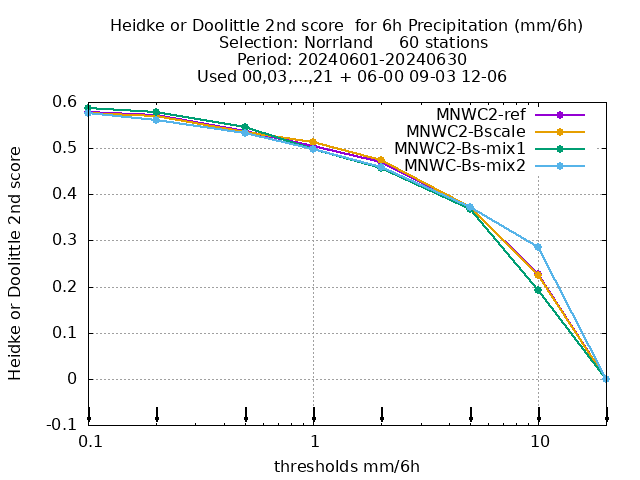 Heidke or Doolittle 2nd score  for 6h Precipitation (mm/6h)
Selection: Norrland     60 stations
Period: 20240601-20240630
Used 00,03,...,21 + 06-00 09-03 12-06
MNWC2-ref
MNWC2-Bscale
MNWC2-Bs-mix1
MNWC-Bs-mix2
Heidke or Doolittle 2nd score
0.6
0.5
0.4
0.3
0.2
0.1
0
-0.1
0.1 1 10
thresholds mm/6h